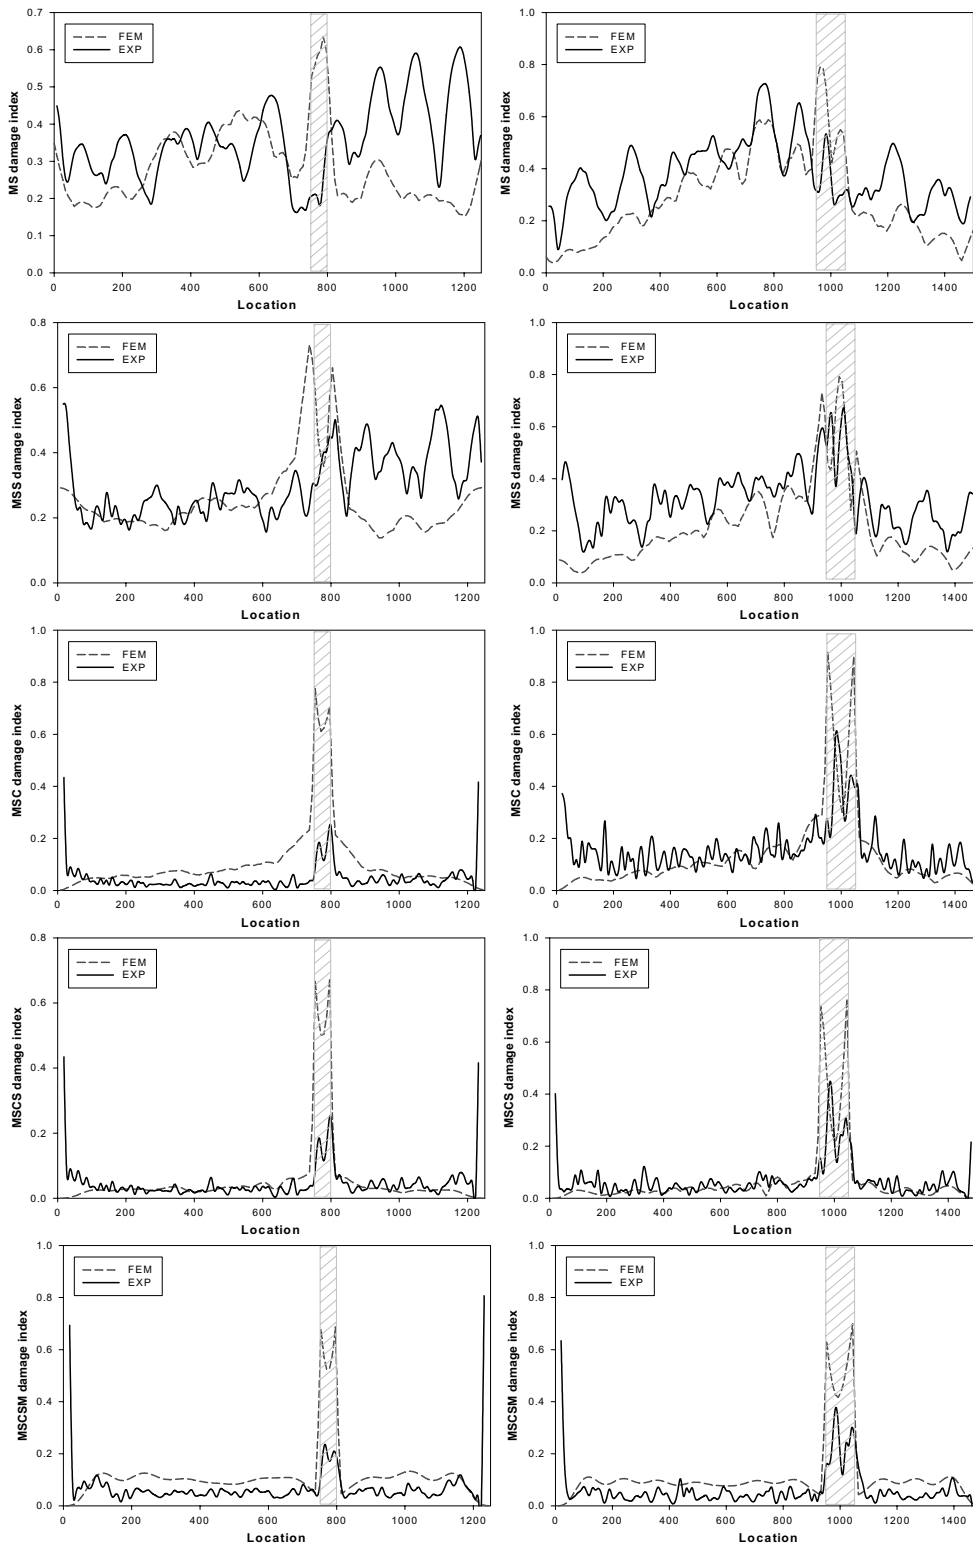 0.7
0.6
0.5
0.4
0.3
0.2
0.1
0.0
MS damage index
FEM
EXP
0 200 400 600 800 1000 1200
Location
1.0
0.8
0.6
0.4
0.2
0.0
MS damage index
FEM
EXP
0 200 400 600 800 1000 1200 1400
Location
0.8
0.6
0.4
0.2
0.0
MSS damage index
FEM
EXP
0 200 400 600 800 1000 1200
Location
1.0
0.8
0.6
0.4
0.2
0.0
MSS damage index
FEM
EXP
0 200 400 600 800 1000 1200 1400
Location
1.0
0.8
0.6
0.4
0.2
0.0
MSC damage index
FEM
EXP
0 200 400 600 800 1000 1200
Location
1.0
0.8
0.6
0.4
0.2
0.0
MSC damage index
FEM
EXP
0 200 400 600 800 1000 1200 1400
Location
0.8
0.6
0.4
0.2
0.0
MSCS damage index
FEM
EXP
0 200 400 600 800 1000 1200
Location
1.0
0.8
0.6
0.4
0.2
0.0
MSCS damage index
FEM
EXP
0 200 400 600 800 1000 1200 1400
Location
1.0
0.8
0.6
0.4
0.2
0.0
MSCSM damage index
FEM
EXP
0 200 400 600 800 1000 1200
Location
1.0
0.8
0.6
0.4
0.2
0.0
MSCSM damage index
FEM
EXP
0 200 400 600 800 1000 1200 1400
Location